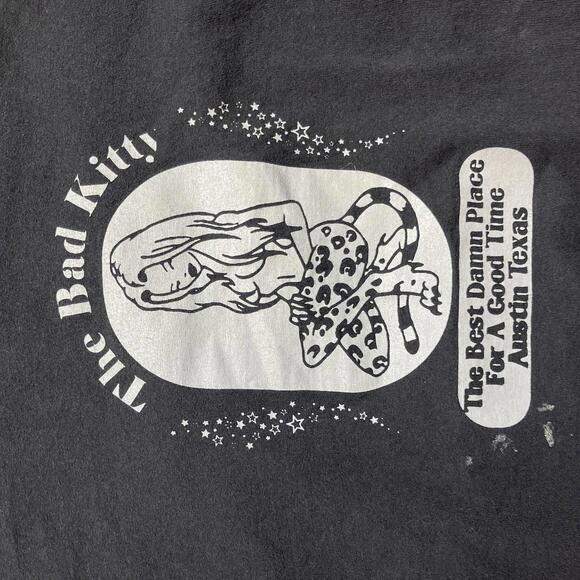 The Bad Kitty
The Best Damn Place
For A Good Time
Austin Texas